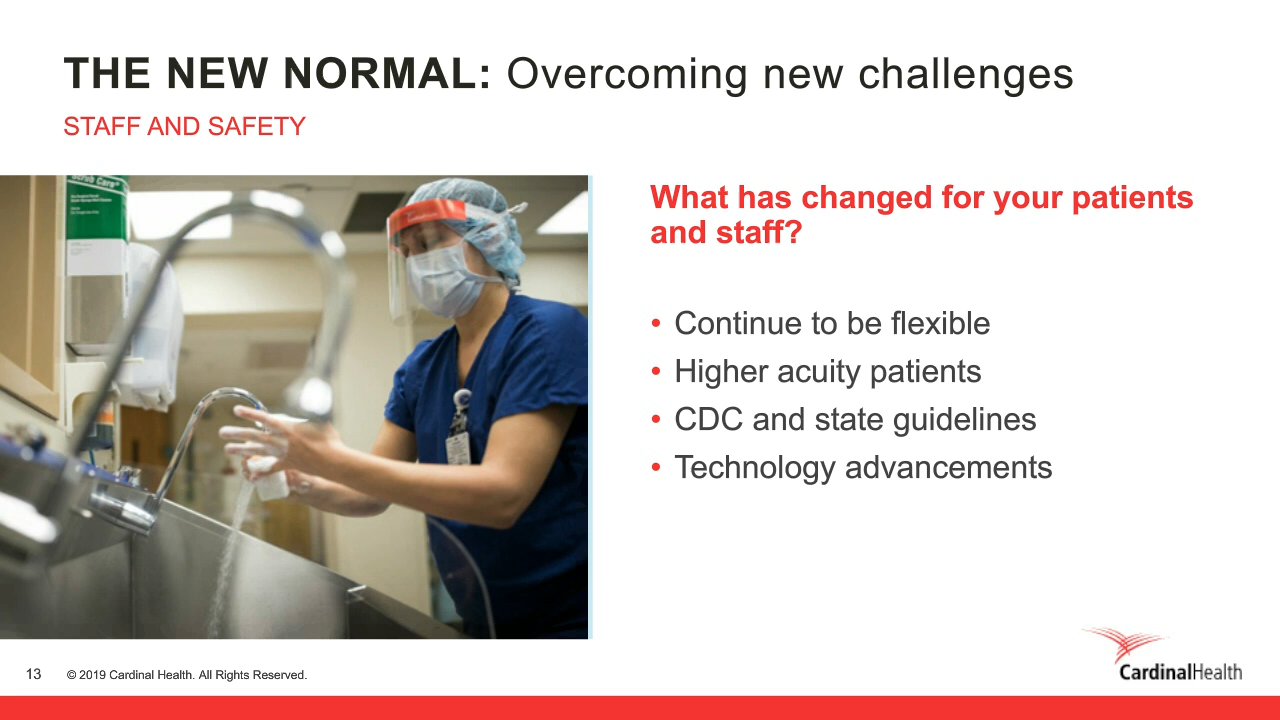 THE NEW NORMAL: Overcoming new challenges
STAFF AND SAFETY
Scrub Care®
What has changed for your patients
and staff?
• Continue to be flexible
• Higher acuity patients
• CDC and state guidelines
• Technology advancements
13 © 2019 Cardinal Health. All Rights Reserved.
CardinalHealth